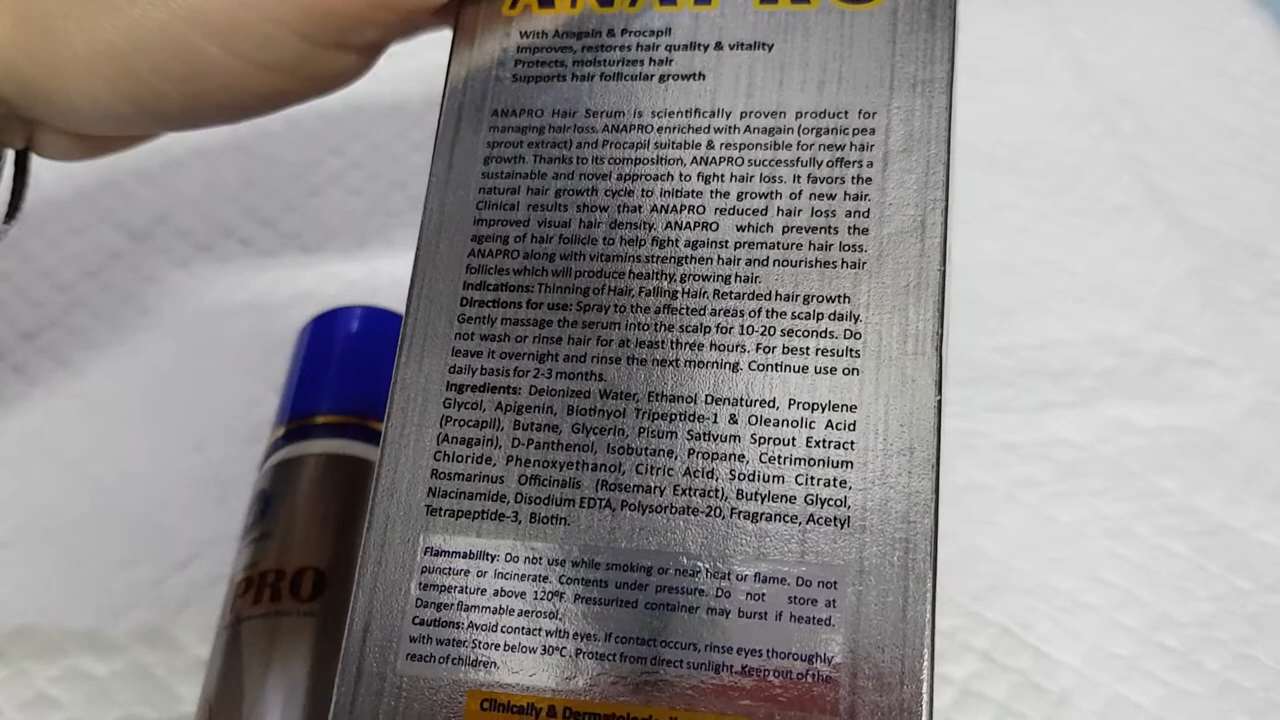 ANAPRO
With Anagain & Procapil
Improves, restores hair quality & vitality
Protects, moisturizes hair
Supports hair follicular growth
ANAPRO Hair Serum is scientifically proven product for
managing hair loss. ANAPRO enriched with Anagain (organic pea
sprout extract) and Procapil suitable & responsible for new hair
growth. Thanks to its composition, ANAPRO successfully offers a
sustainable and novel approach to fight hair loss. It favors the
natural hair growth cycle to initiate the growth of new hair.
Clinical results show that ANAPRO reduced hair loss and
improved visual hair density. ANAPRO which prevents the
ageing of hair follicle to help fight against premature hair loss.
ANAPRO along with vitamins strengthen hair and nourishes hair
follicles which will produce healthy, growing hair.
Indications: Thinning of Hair, Falling Hair, Retarded hair growth
Directions for use: Spray to the affected areas of the scalp daily.
Gently massage the serum into the scalp for 10-20 seconds. Do
not wash or rinse hair for at least three hours. For best results
leave it overnight and rinse the next morning. Continue use on
daily basis for 2-3 months.
Ingredients: Deionized Water, Ethanol Denatured, Propylene
Glycol, Apigenin, Biotinyol Tripeptide-1 & Oleanolic Acid
(Procapil), Butane, Glycerin, Pisum Sativum Sprout Extract
(Anagain), D-Panthenol, Isobutane, Propane, Cetrimonium
Chloride, Phenoxyethanol, Citric Acid, Sodium Citrate,
Rosmarinus Officinalis (Rosemary Extract), Butylene Glycol,
Niacinamide, Disodium EDTA, Polysorbate-20, Fragrance, Acetyl
Tetrapeptide-3, Biotin.
Flammability: Do not use while smoking or near heat or flame. Do not
puncture or Incinerate. Contents under pressure. Do not store at
temperature above 120ºF. Pressurized container may burst if heated.
Danger flammable aerosol.
Cautions: Avoid contact with eyes. If contact occurs, rinse eyes thoroughly
with water. Store below 30ºC. Protect from direct sunlight. Keep out of the
reach of children.
Clinically &
PRO